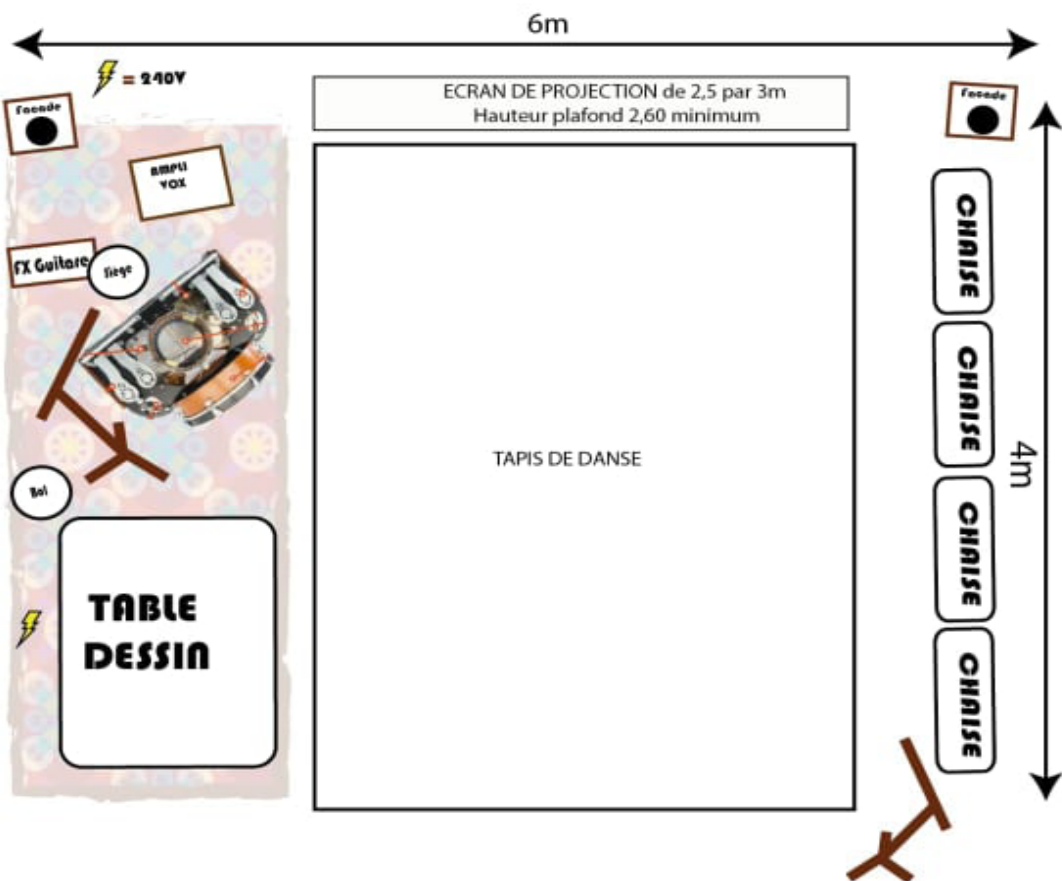 6m
= 240V
ECRAN DE PROJECTION de 2,5 par 3m
Hauteur plafond 2,60 minimum
Facade
Facade
AMPLI
VOX
FX Guitare
Siège
CHAISE
CHAISE
CHAISE
CHAISE
4m
TAPIS DE DANSE
Bol
TABLE
DESSIN